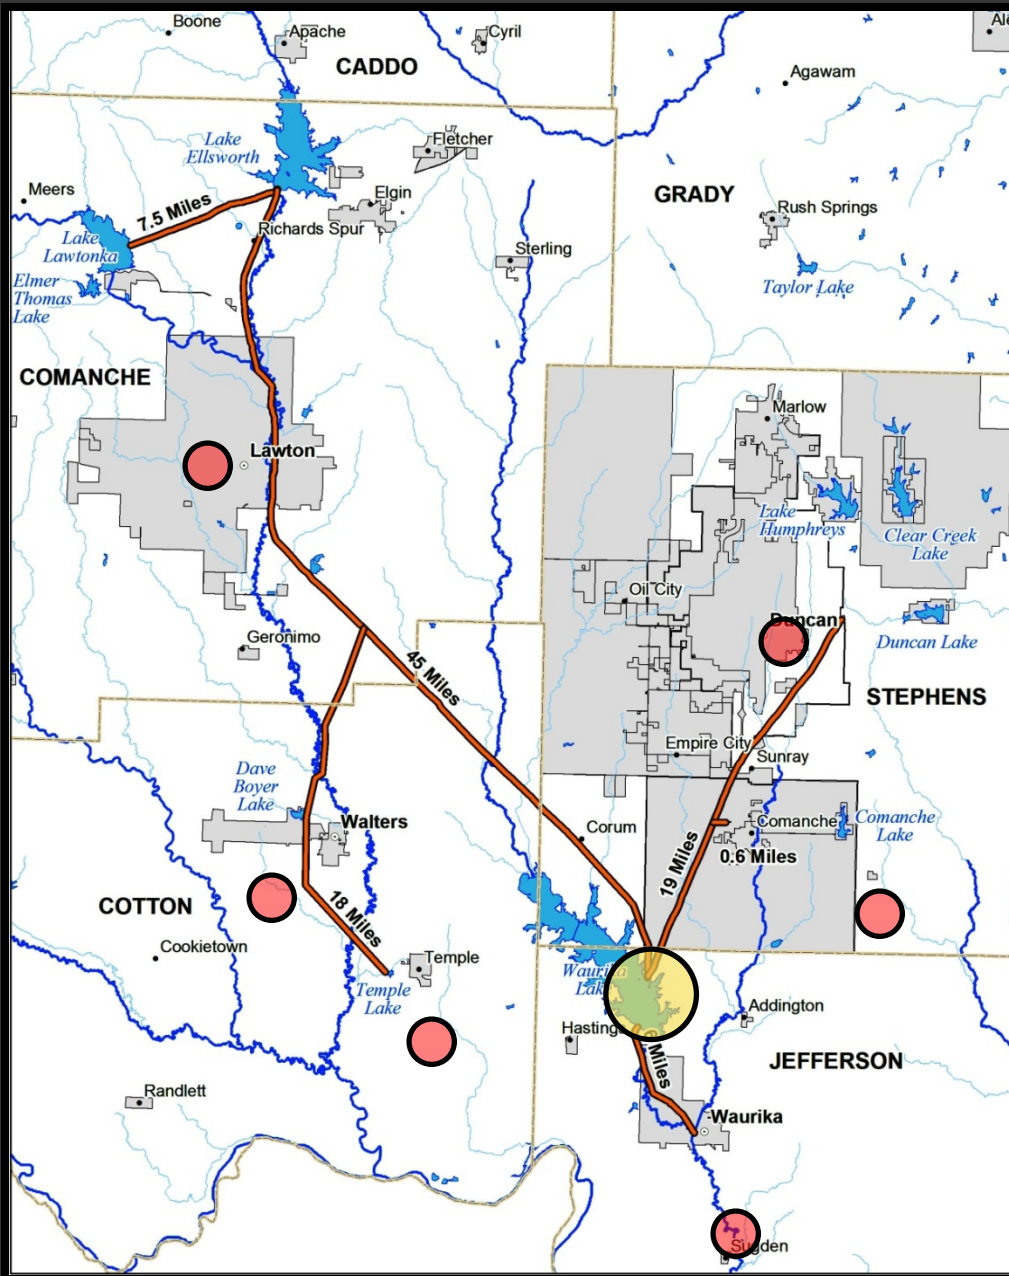 Boone
Apache
Cyril
CADDO
Agawam
Lake
Ellsworth
Fletcher
GRADY
Meers
7.5 Miles
Elgin
Rush Springs
Richards Spur
Lake
Lawtonka
Sterling
Elmer
Thomas
Lake
Taylor Lake
COMANCHE
Marlow
Lawton
Lake
Humphreys
Clear Creek
Lake
Oil City
Duncan
Geronimo
Duncan Lake
45 Miles
STEPHENS
Empire City
Sunray
Dave
Boyer
Lake
Walters
Corum
Comanche
Comanche
Lake
19 Miles
0.6 Miles
COTTON
18 Miles
Cookietown
Temple
Waurika
Lake
Temple
Lake
Addington
Hastings
Miles
JEFFERSON
Randlett
Waurika
Sugden